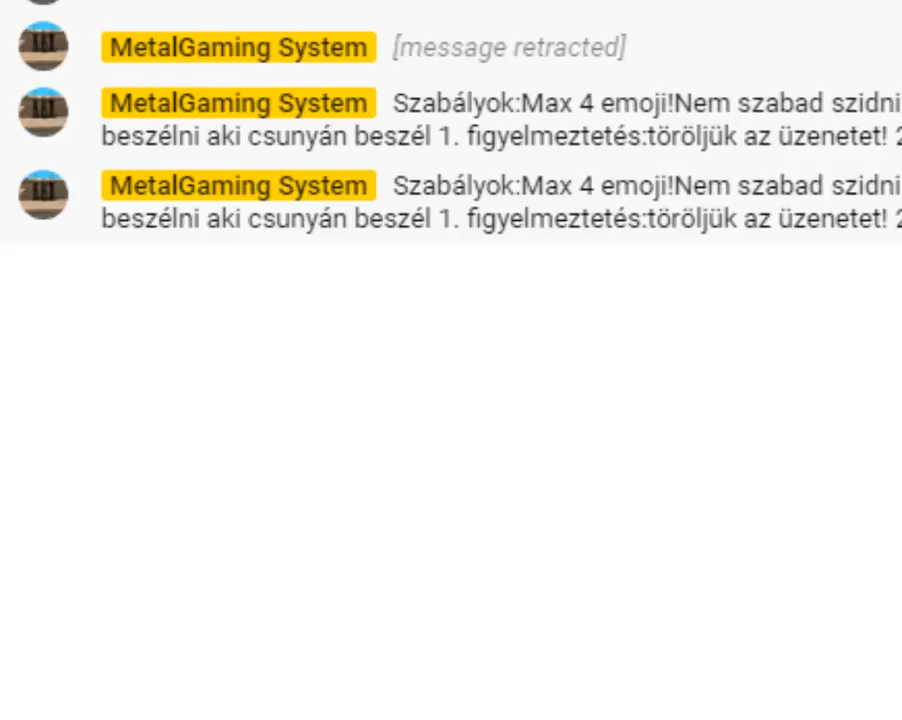 MetalGaming System [message retracted]
MetalGaming System Szabályok:Max 4 emoji!Nem szabad szidni
beszélni aki csunyán beszél 1. figyelmeztetés:töröljük az üzenetet! 2
MetalGaming System Szabályok:Max 4 emoji!Nem szabad szidni
beszélni aki csunyán beszél 1. figyelmeztetés:töröljük az üzenetet! 2